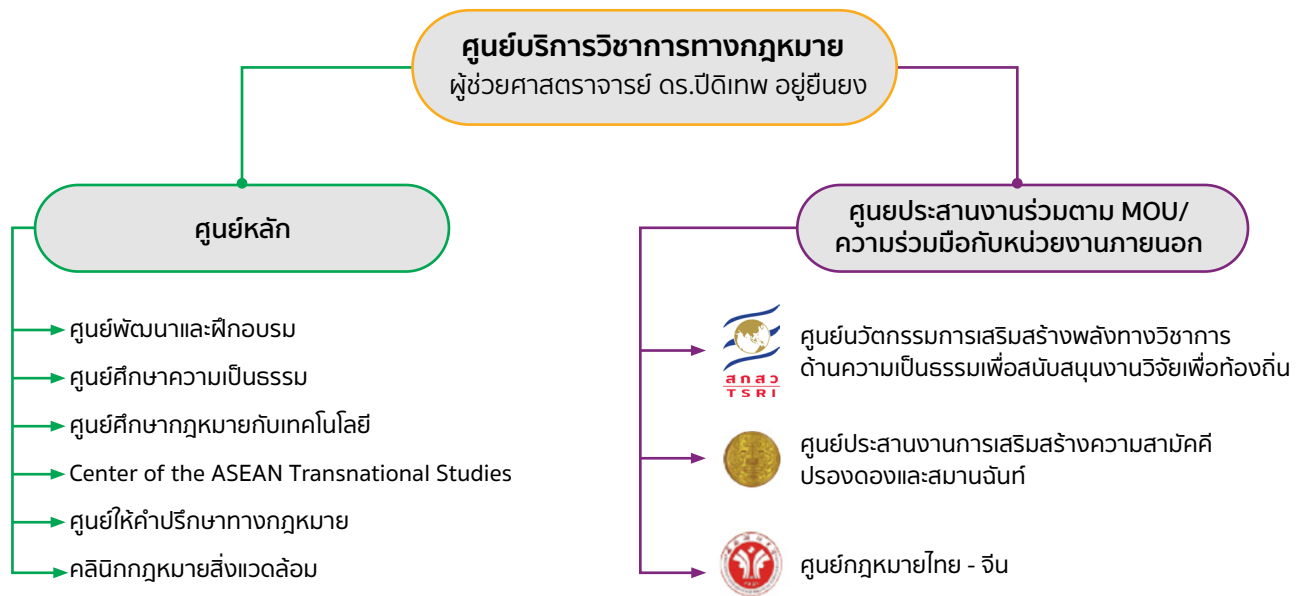 ศูนย์บริการวิชาการทางกฎหมาย
ผู้ช่วยศาสตราจารย์ ดร.ปีดิเทพ อยู่ยืนยง
ศูนย์หลัก
ศูนย์พัฒนาและฝึกอบรม
ศูนย์ศึกษาความเป็นธรรม
ศูนย์ศึกษากฎหมายกับเทคโนโลยี
Center of the ASEAN Transnational Studies
ศูนย์ให้คำปรึกษาทางกฎหมาย
คลินิกกฎหมายสิ่งแวดล้อม
ศูนยประสานงานร่วมตาม MOU/
ความร่วมมือกับหน่วยงานภายนอก
สกสว
TSRI
ศูนย์นวัตกรรมการเสริมสร้างพลังทางวิชาการ
ด้านความเป็นธรรมเพื่อสนับสนุนงานวิจัยเพื่อท้องถิ่น
ศูนย์ประสานงานการเสริมสร้างความสามัคคี
ปรองดองและสมานฉันท์
ศูนย์กฎหมายไทย - จีน